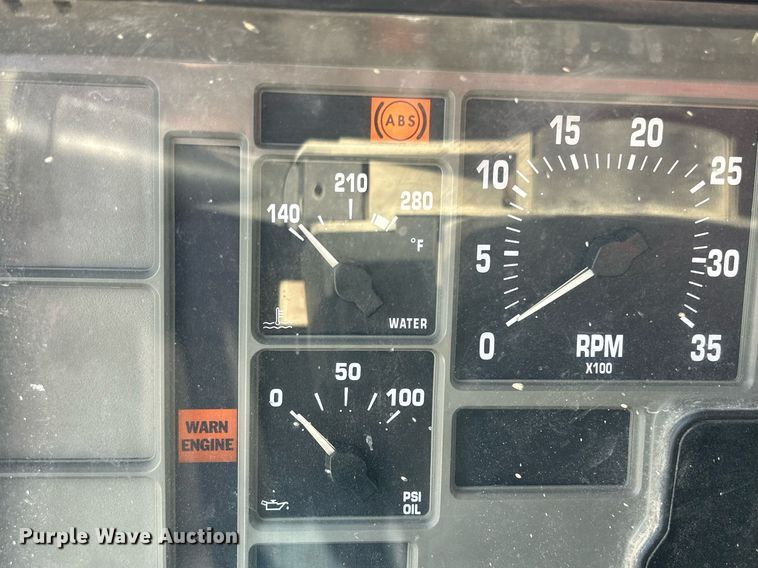 ABS
15
20
10
25
5
30
0
35
RPM
X100
210
140
280
°F
WATER
50
0
100
PSI
OIL
WARN
ENGINE
Purple Wave Auction